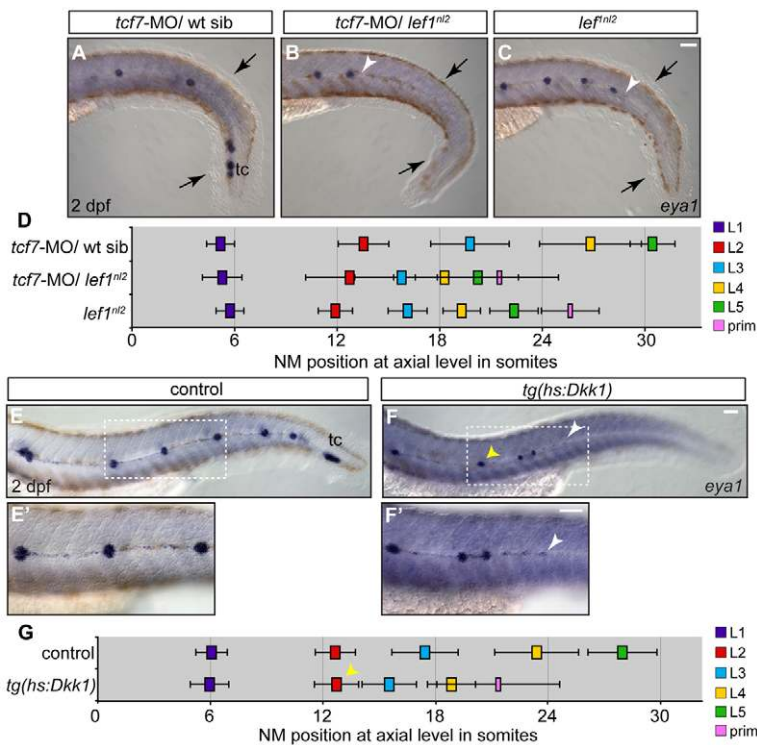 tcf7-MO/ wt sib
tcf7-MO/ lef1nl2
lef1nl2
A
B
C
tc
2 dpf
eya1
D
tcf7-MO/ wt sib
tcf7-MO/ lef1nl2
lef1nl2
0 6 12 18 24 30
NM position at axial level in somites
L1
L2
L3
L4
L5
prim
control
tg(hs:Dkk1)
E
tc
2 dpf
F
eya1
E'
F'
G
control
tg(hs:Dkk1)
0 6 12 18 24 30
NM position at axial level in somites
L1
L2
L3
L4
L5
prim